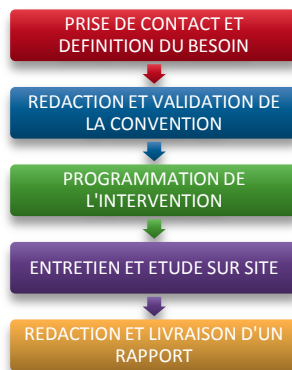 PRISE DE CONTACT ET
DEFINITION DU BESOIN
REDACTION ET VALIDATION DE
LA CONVENTION
PROGRAMMATION DE
L'INTERVENTION
ENTRETIEN ET ETUDE SUR SITE
REDACTION ET LIVRAISON D'UN
RAPPORT